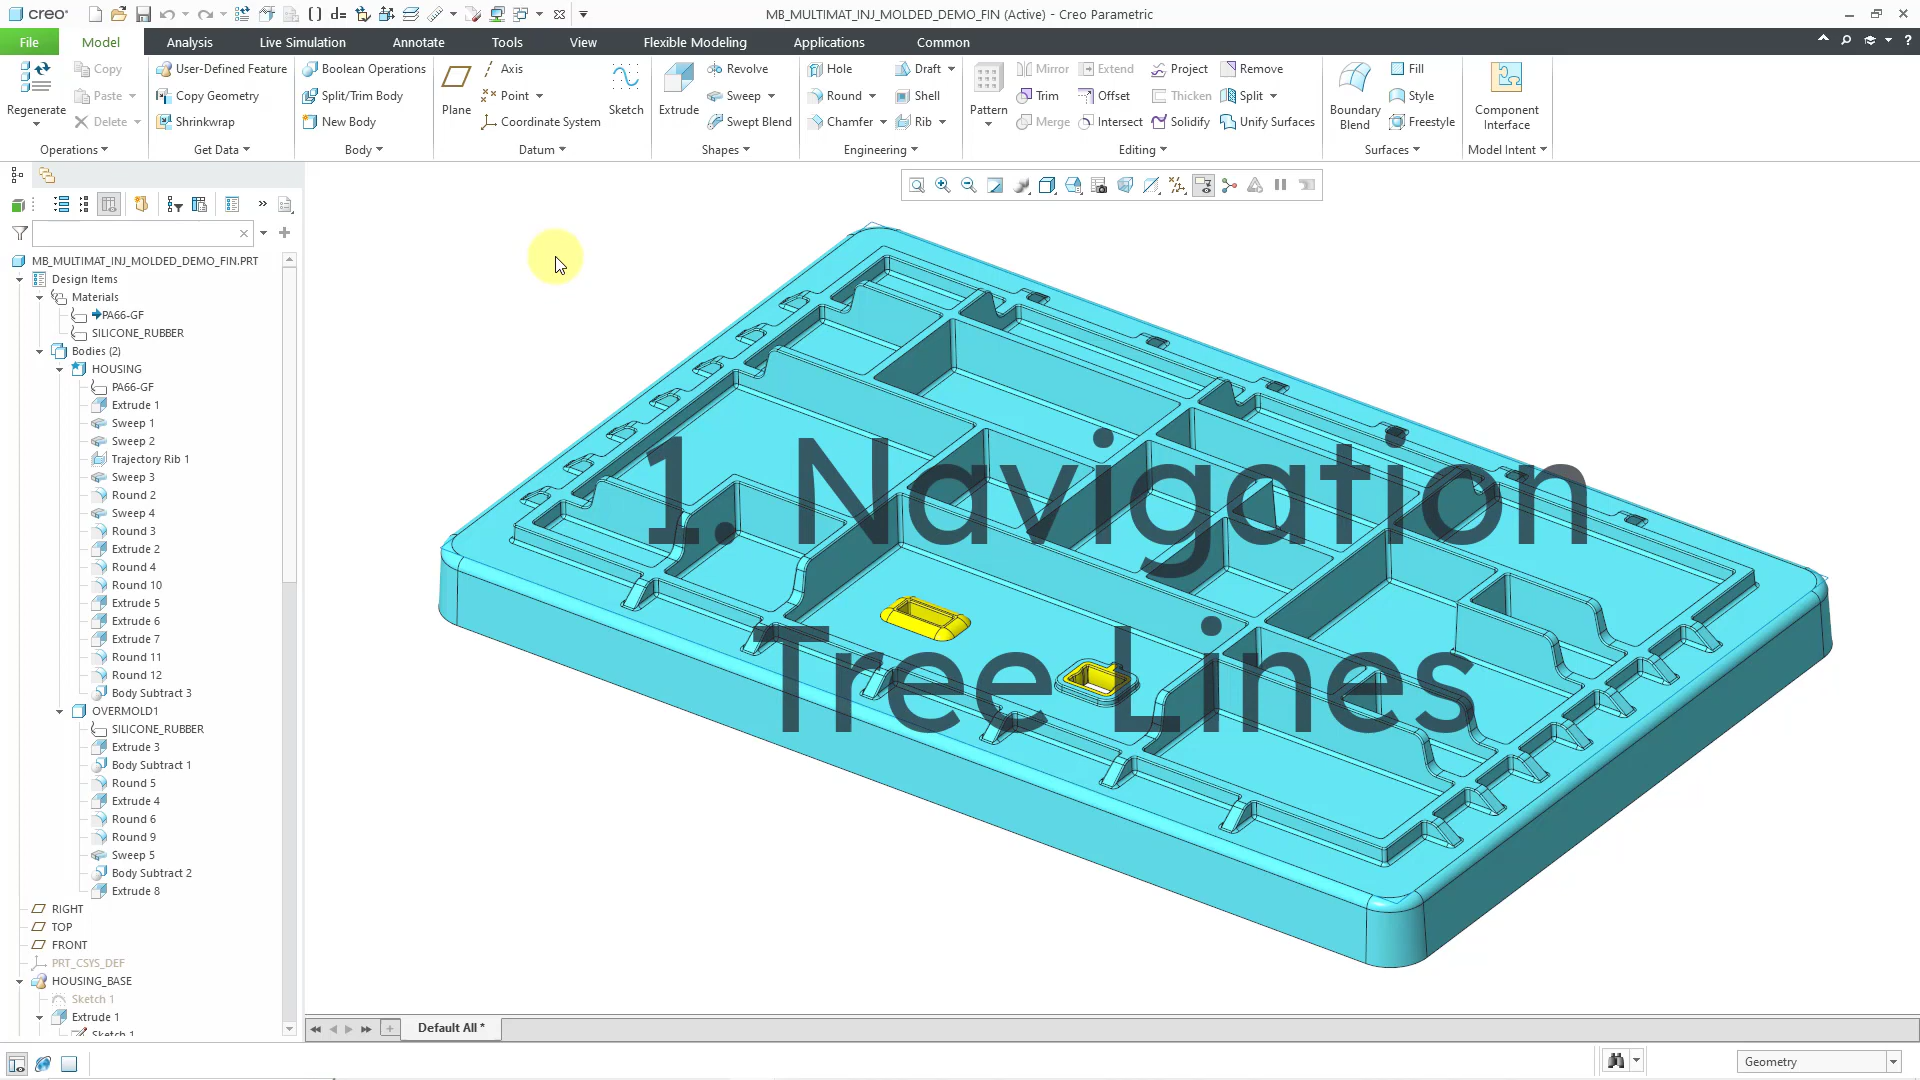 creo
MB_MULTIMAT_INJ_MOLDED_DEMO_FIN (Active) - Creo Parametric
File Model Analysis Live Simulation Annotate Tools View Flexible Modeling Applications Common
Regenerate
Copy
Paste
Delete
Operations
User-Defined Feature
Copy Geometry
Shrinkwrap
Get Data
Boolean Operations
Split/Trim Body
New Body
Body
Plane
Axis
Point
Coordinate System
Sketch
Datum
Extrude
Revolve
Sweep
Swept Blend
Shapes
Hole
Round
Chamfer
Draft
Shell
Rib
Engineering
Pattern
Mirror
Trim
Merge
Extend
Offset
Intersect
Project
Thicken
Solidify
Remove
Split
Unify Surfaces
Editing
Boundary
Blend
Fill
Style
Freestyle
Surfaces
Component
Interface
Model Intent
MB_MULTIMAT_INJ_MOLDED_DEMO_FIN.PRT
Design Items
Materials
PA66-GF
SILICONE_RUBBER
Bodies (2)
HOUSING
PA66-GF
Extrude 1
Sweep 1
Sweep 2
Trajectory Rib 1
Sweep 3
Round 2
Sweep 4
Round 3
Extrude 2
Round 4
Round 10
Extrude 5
Extrude 6
Extrude 7
Round 11
Round 12
Body Subtract 3
OVERMOLD1
SILICONE_RUBBER
Extrude 3
Body Subtract 1
Round 5
Extrude 4
Round 6
Round 9
Sweep 5
Body Subtract 2
Extrude 8
RIGHT
TOP
FRONT
PRT_CSYS_DEF
HOUSING_BASE
Sketch 1
Extrude 1
Sketch 1
1. Navigation
Tree Lines
Default All *
Geometry